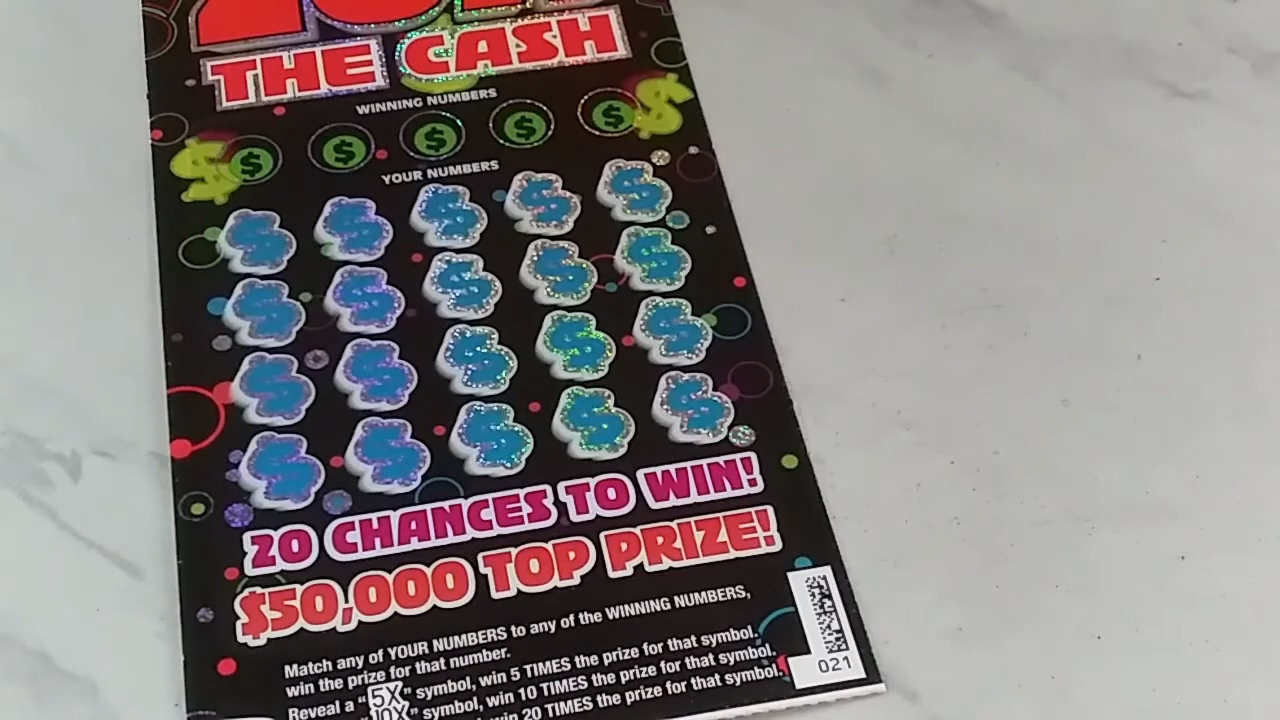 THE CASH
WINNING NUMBERS
YOUR NUMBERS
20 CHANCES TO WIN!
$50,000 TOP PRIZE!
Match any of YOUR NUMBERS to any of the WINNING NUMBERS,
win the prize for that number.
Reveal a "5X" symbol, win 5 TIMES the prize for that symbol.
"10X" symbol, win 10 TIMES the prize for that symbol.
win 20 TIMES the prize for that symbol.
021